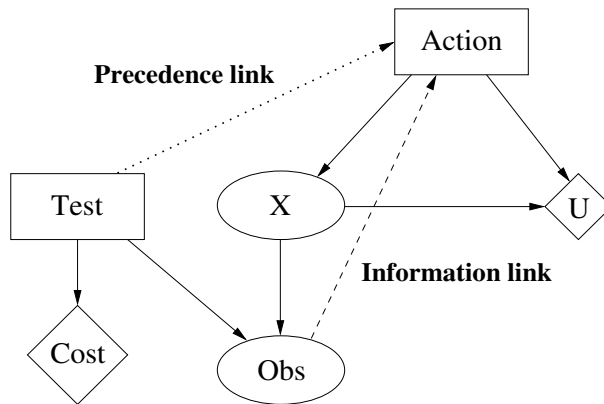 Action
Precedence link
Test
X
U
Information link
Cost
Obs